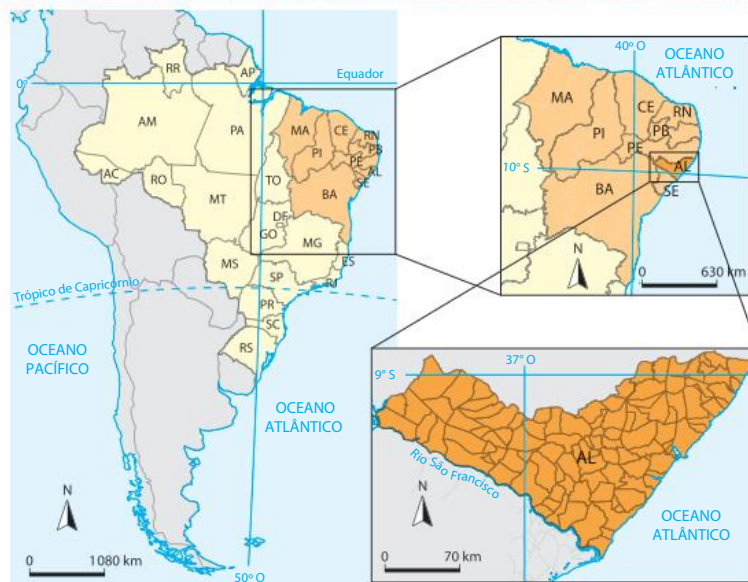 RR
AP
Equador
0°
AM
PA
MA
CE
RN
PI
PB
PE
AL
SE
AC
RO
TO
BA
MT
DF
GO
MG
ES
MS
SP
RJ
Trópico de Capricórnio
PR
SC
RS
OCEANO
PACÍFICO
OCEANO
ATLÂNTICO
N
0 1080 km
50° O
40° O
OCEANO
ATLÂNTICO
MA
CE
RN
PI
PB
PE
10° S
AL
BA
SE
N
0 630 km
37° O
9° S
AL
Rio São Francisco
N
OCEANO
ATLÂNTICO
0 70 km